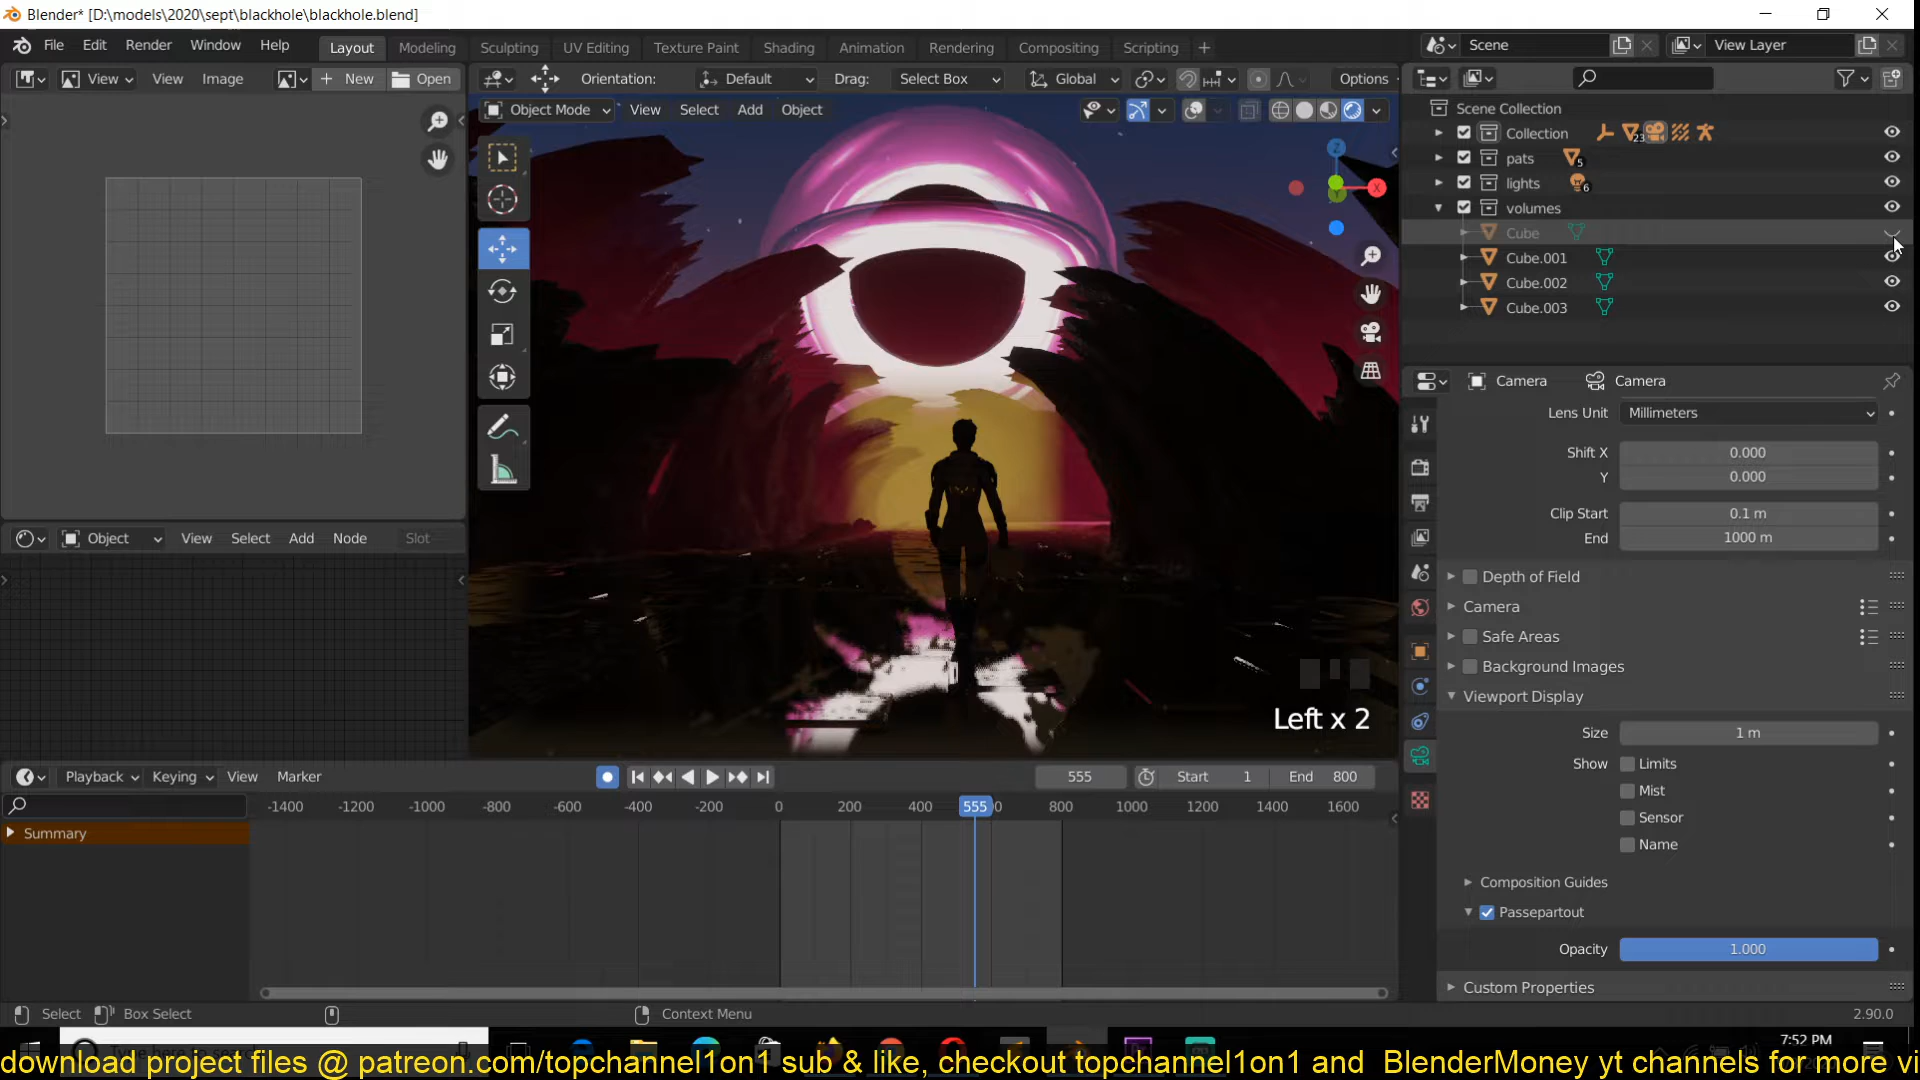 Blender* [D:\models\2020\sept\blackhole\blackhole.blend]
File Edit Render Window Help Layout Modeling Sculpting UV Editing Texture Paint Shading Animation Rendering Compositing Scripting + Scene View Layer
View View Image + New Open Orientation: Default Drag: Select Box Global Options
Object Mode View Select Add Object
Scene Collection
Collection 23
pats 5
lights 6
volumes
Cube
Cube.001
Cube.002
Cube.003
Z
X
Y
Camera Camera
Lens Unit Millimeters
Shift X 0.000
Y 0.000
Clip Start 0.1 m
End 1000 m
Depth of Field
Camera
Safe Areas
Background Images
Viewport Display
Size 1 m
Show Limits
Mist
Sensor
Name
Composition Guides
Passepartout
Opacity 1.000
Custom Properties
Object View Select Add Node Slot
Left x 2
Playback Keying View Marker 555 Start 1 End 800
-1400 -1200 -1000 -800 -600 -400 -200 0 200 400 555 0 800 1000 1200 1400 1600
Summary
Select Box Select Context Menu 2.90.0
7:52 PM
download project files @ patreon.com/topchannel1on1 sub & like, checkout topchannel1on1 and BlenderMoney yt channels for more vi